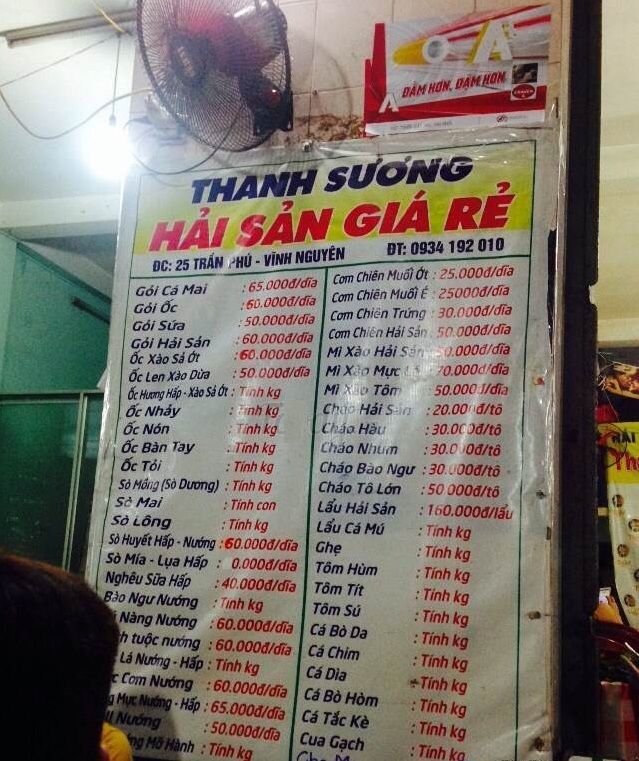 ĐẬM HƠN, ĐẬM HƠN
THANH SƯƠNG
HẢI SẢN GIÁ RẺ
ĐC: 25 TRẦN PHÚ - VĨNH NGUYÊN
ĐT: 0934 192 010
Gỏi Cá Mai : 65.000đ/dĩa
Gỏi Ốc : 60.000đ/dĩa
Gỏi Sứa : 50.000đ/dĩa
Gỏi Hải Sản : 60.000đ/dĩa
Ốc Xào Sả Ớt : 60.000đ/dĩa
Ốc Len Xào Dừa : 50.000đ/dĩa
Ốc Hương Hấp - Xào Sả Ớt : Tính kg
Ốc Nhảy : Tính kg
Ốc Nón : Tính kg
Ốc Bàn Tay : Tính kg
Ốc Tỏi : Tính kg
Sò Mồng (Sò Dương) : Tính kg
Sò Mai : Tính con
Sò Lông : Tính kg
Sò Huyết Hấp - Nướng : 60.000đ/dĩa
Sò Mía - Lụa Hấp : 0.000đ/dĩa
Nghêu Sữa Hấp : 40.000đ/dĩa
Bào Ngư Nướng : Tính kg
Nàng Nướng : 60.000đ/dĩa
tuộc nướng : 60.000đ/dĩa
Lá Nướng - Hấp : Tính kg
Cơm Nướng : 60.000đ/dĩa
Mực Nướng - Hấp : 65.000đ/dĩa
Nướng : 50.000đ/dĩa
Mỡ Hành : Tính kg
Cơm Chiên Muối Ớt : 25.000đ/dĩa
Cơm Chiên Muối É : 25000đ/dĩa
Cơm Chiên Trứng : 30.000đ/dĩa
Cơm Chiên Hải Sản : 50.000đ/dĩa
Mì Xào Hải Sản 50.000đ/dĩa
Mì Xào Mực 70.000đ/dĩa
Mì Xào Tôm : 50.000đ/dĩa
Cháo Hải Sản : 20.000đ/tô
Cháo Hàu : 30.000đ/tô
Cháo Nhum : 30.000đ/tô
Cháo Bào Ngư : 30.000đ/tô
Cháo Tô Lớn : 50.000đ/tô
Lẩu Hải Sản : 160.000đ/lẩu
Lẩu Cá Mú : Tính kg
Ghẹ : Tính kg
Tôm Hùm : Tính kg
Tôm Tít : Tính kg
Tôm Sú : Tính kg
Cá Bò Da : Tính kg
Cá Chim : Tính kg
Cá Dìa : Tính kg
Cá Bò Hòm : Tính kg
Cá Tắc Kè : Tính kg
Cua Gạch : Tính kg